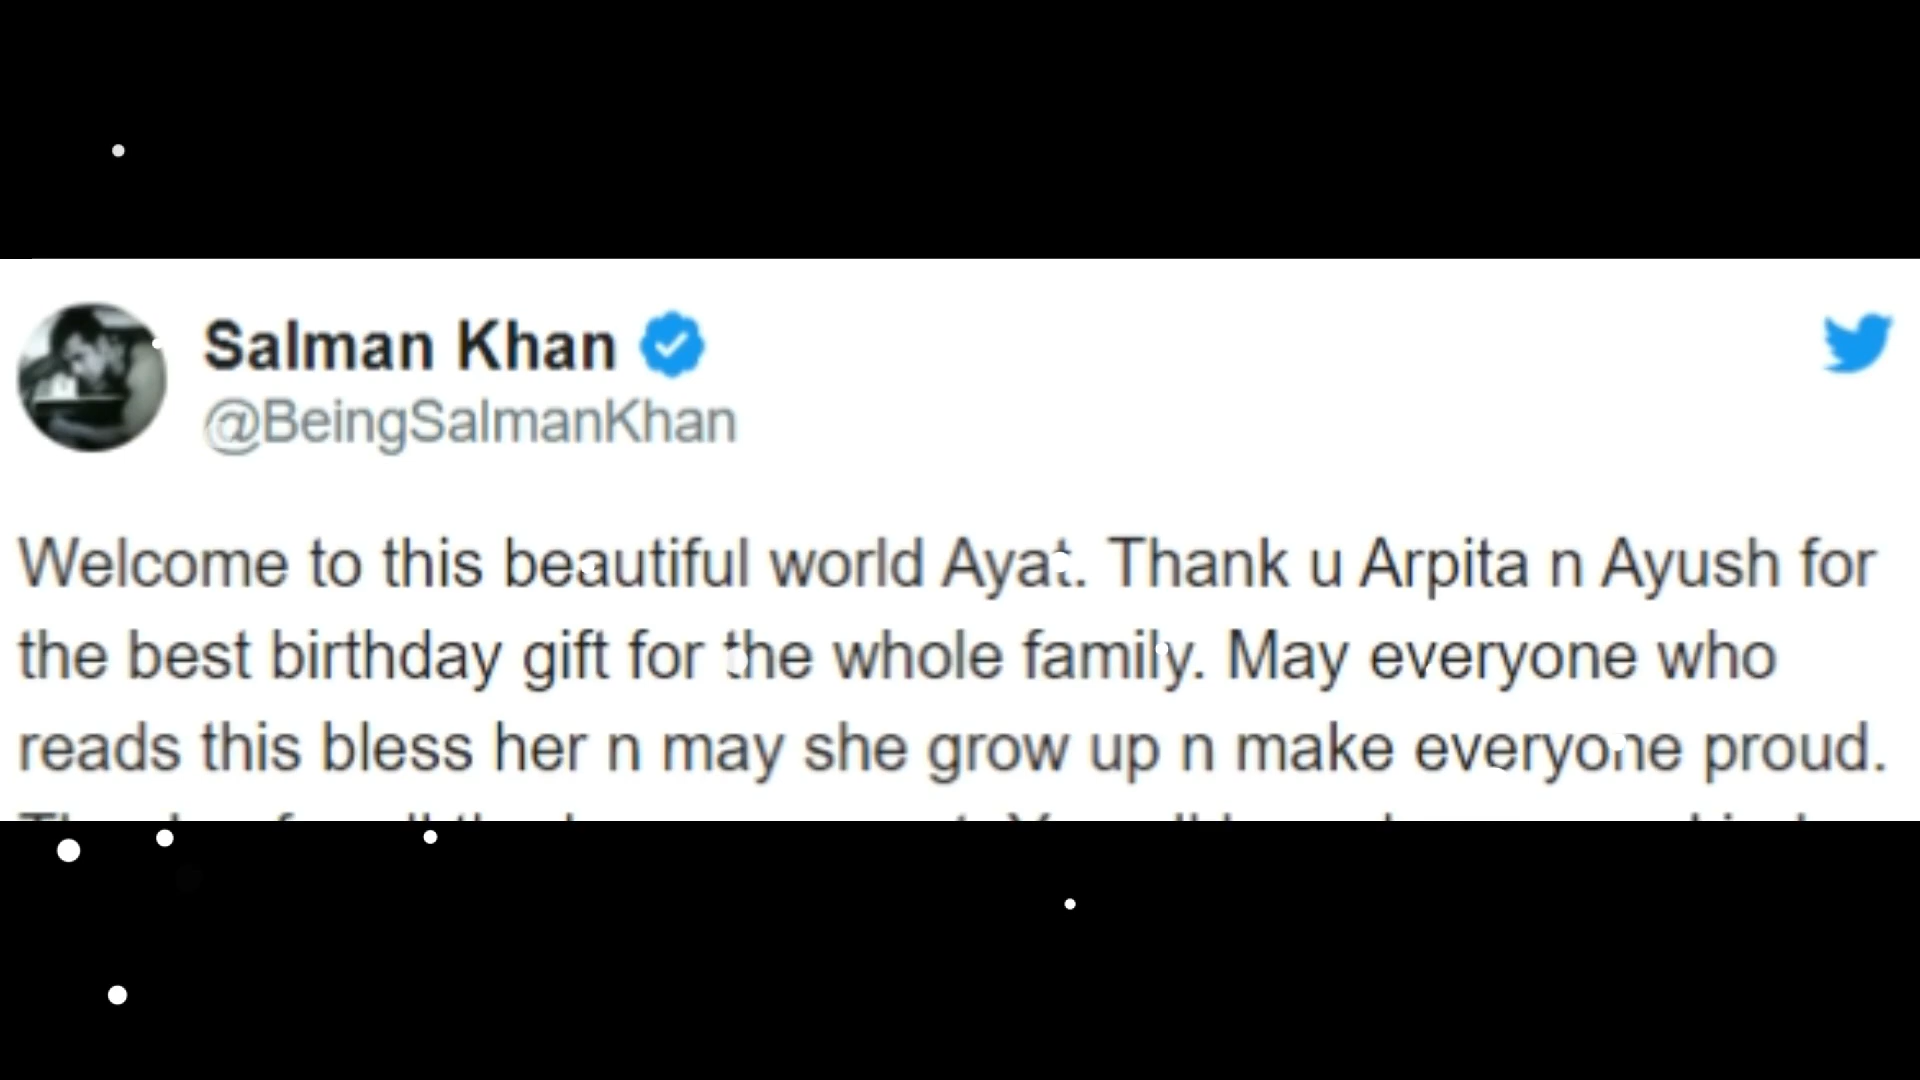 Salman Khan
@BeingSalmanKhan
Welcome to this beautiful world Ayat. Thank u Arpita n Ayush for
the best birthday gift for the whole family. May everyone who
reads this bless her n may she grow up n make everyone proud.